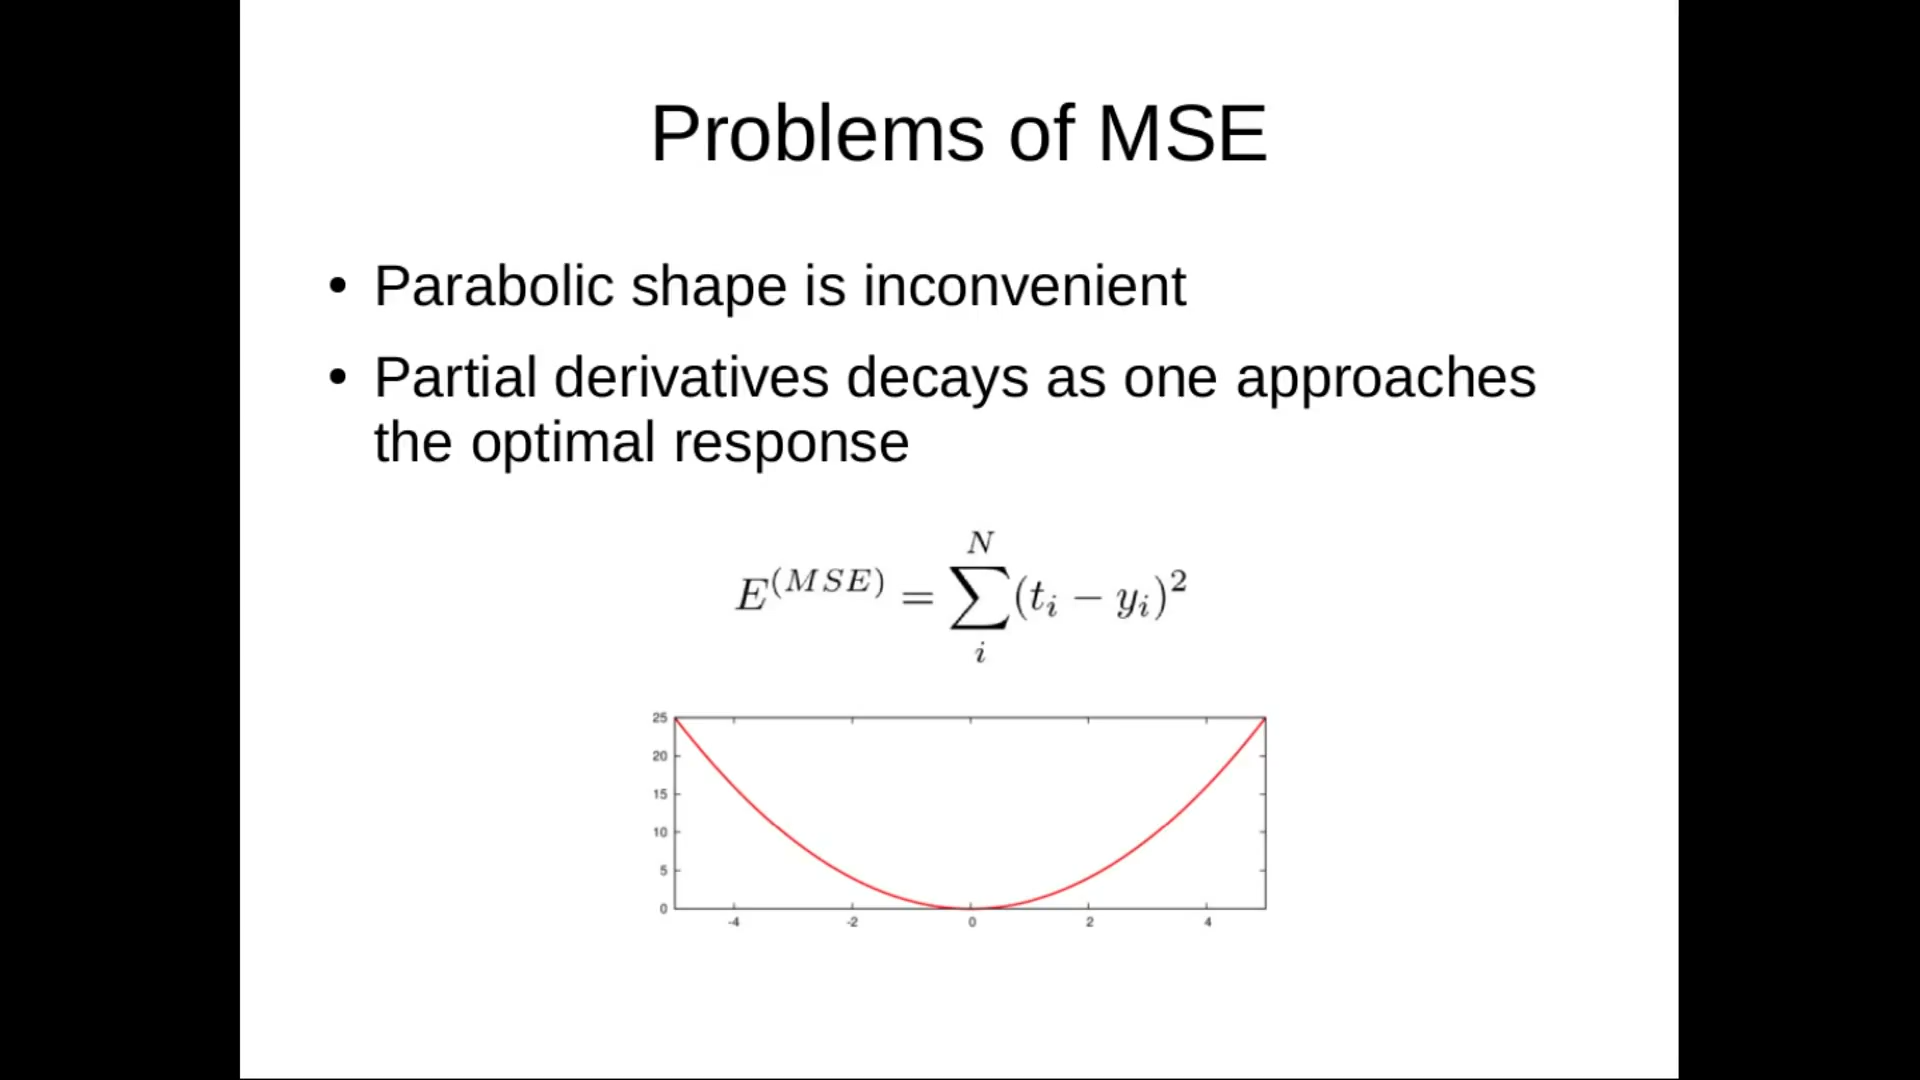 Problems of MSE
• Parabolic shape is inconvenient
• Partial derivatives decays as one approaches
the optimal response
N
E^{(MSE)} = ∑(t_i − y_i)^2
i
25
20
15
10
5
0
-4 -2 0 2 4